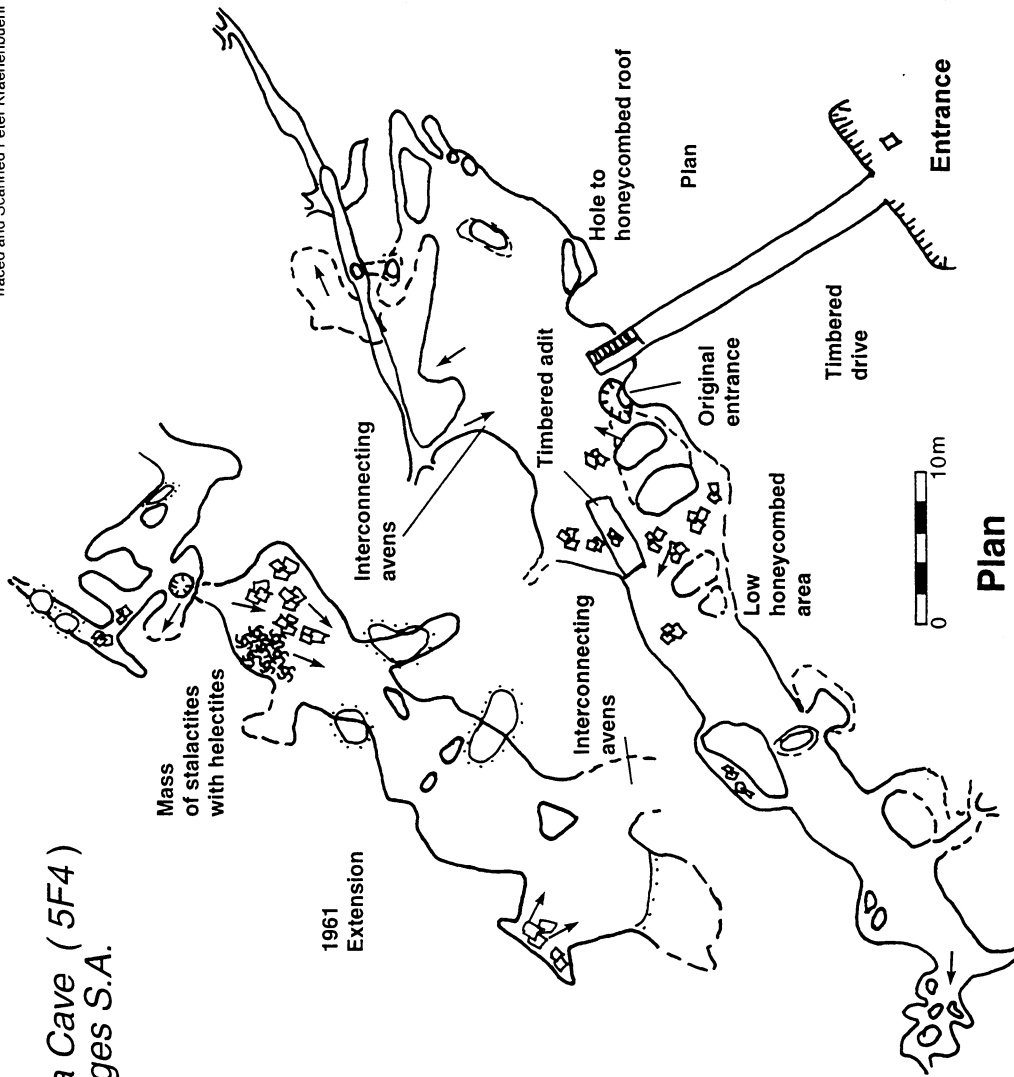 Traced and Scanned Peter Kraehenbuehl
a Cave ( 5F4 )
ges S.A.
Mass
of stalactites
with helectites
1961
Extension
Interconnecting
avens
Interconnecting
avens
Timbered adit
Hole to
honeycombed roof
Plan
Original
entrance
Low
honeycombed
area
Timbered
drive
Entrance
0
10m
Plan